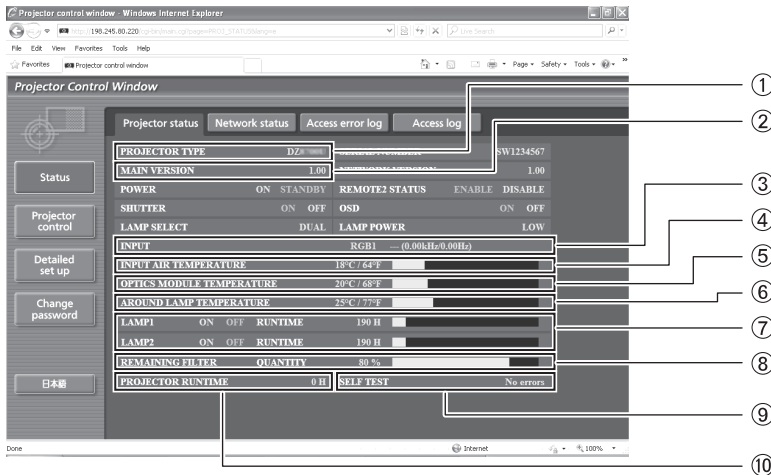 Projector control window - Windows Internet Explorer
http://198.245.80.220/cgi-bin/main.cgi?page=PROJ_STATUS&lang=e
Live Search
File Edit View Favorites Tools Help
Favorites Projector control window
Page Safety Tools
Projector Control Window
Projector status Network status Access error log Access log
PROJECTOR TYPE SW1234567
MAIN VERSION 1.00 1.00
POWER ON STANDBY REMOTE2 STATUS ENABLE DISABLE
SHUTTER ON OFF OSD ON OFF
LAMP SELECT DUAL LAMP POWER LOW
INPUT RGB1 --- (0.00kHz/0.00Hz)
INPUT AIR TEMPERATURE 18°C / 64°F
OPTICS MODULE TEMPERATURE 20°C / 68°F
AROUND LAMP TEMPERATURE 25°C / 77°F
LAMP1 ON OFF RUNTIME 190 H
LAMP2 ON OFF RUNTIME 190 H
REMAINING FILTER QUANTITY 80 %
PROJECTOR RUNTIME 0 H SELF TEST No errors
Status
Projector
control
Detailed
set up
Change
password
日本語
Done Internet 100%
①
②
③
④
⑤
⑥
⑦
⑧
⑨
⑩